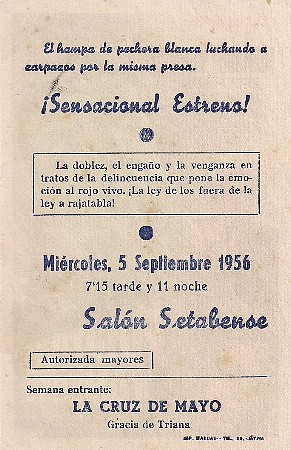 El hampa de pechera blanca luchando a
zarpazos por la misma presa.
¡Sensacional Estreno!
La doblez, el engaño y la venganza en
tratos de la delincuencia que pone la emo-
ción al rojo vivo. ¡La ley de los fuera de la
ley a rajatabla!
Miércoles, 5 Septiembre 1956
7'15 tarde y 11 noche
Salón Setabense
Autorizada mayores
Semana entrante:
LA CRUZ DE MAYO
Gracia de Triana